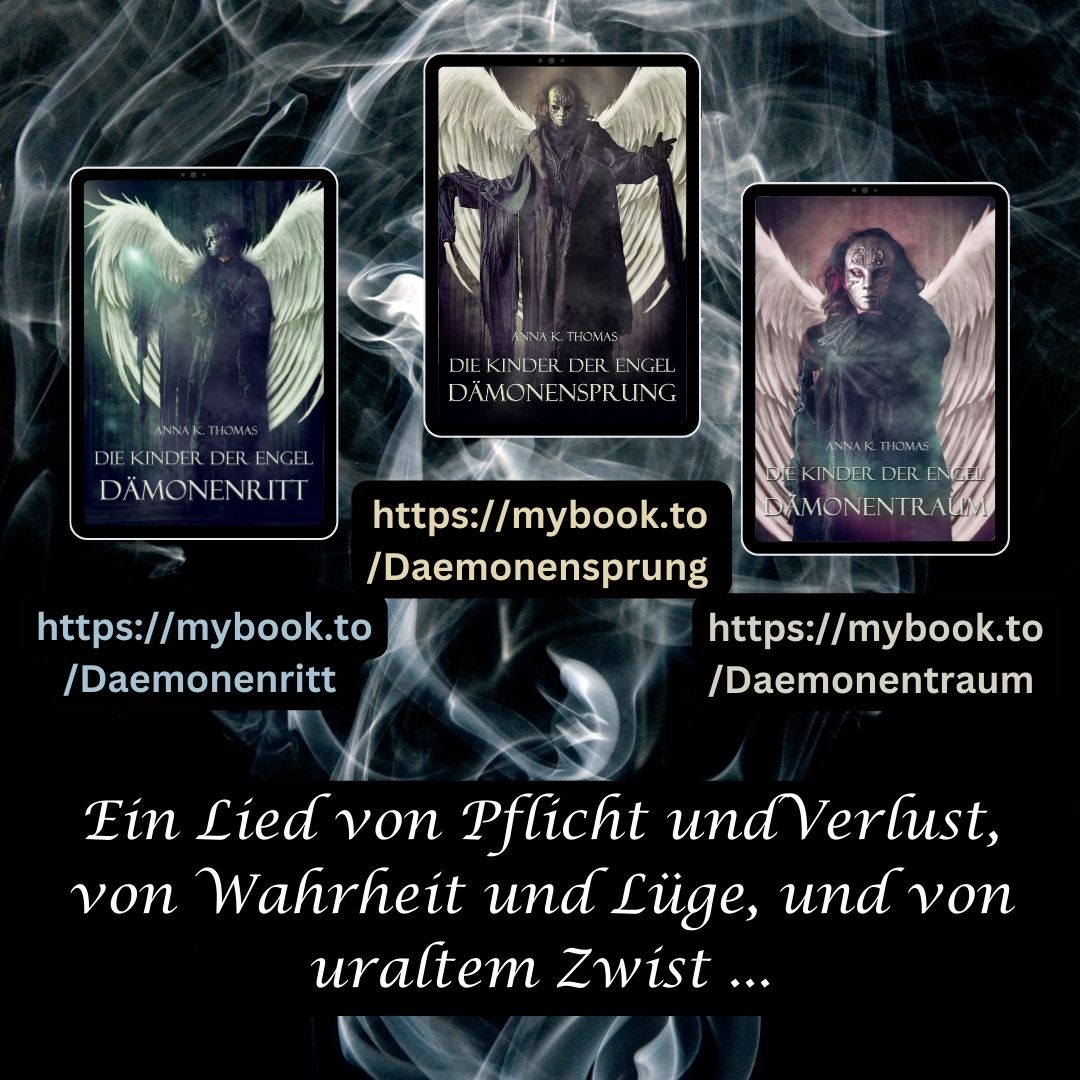 ANNA K. THOMAS
DIE KINDER DER ENGEL
DÄMONENRITT
https://mybook.to
/Daemonenritt
ANNA K. THOMAS
DIE KINDER DER ENGEL
DÄMONENSPRUNG
https://mybook.to
/Daemonensprung
ANNA K. THOMAS
DIE KINDER DER ENGEL
DÄMONENTRAUM
https://mybook.to
/Daemonentraum
Ein Lied von Pflicht undVerlust,
von Wahrheit und Lüge, und von
uraltem Zwist ...